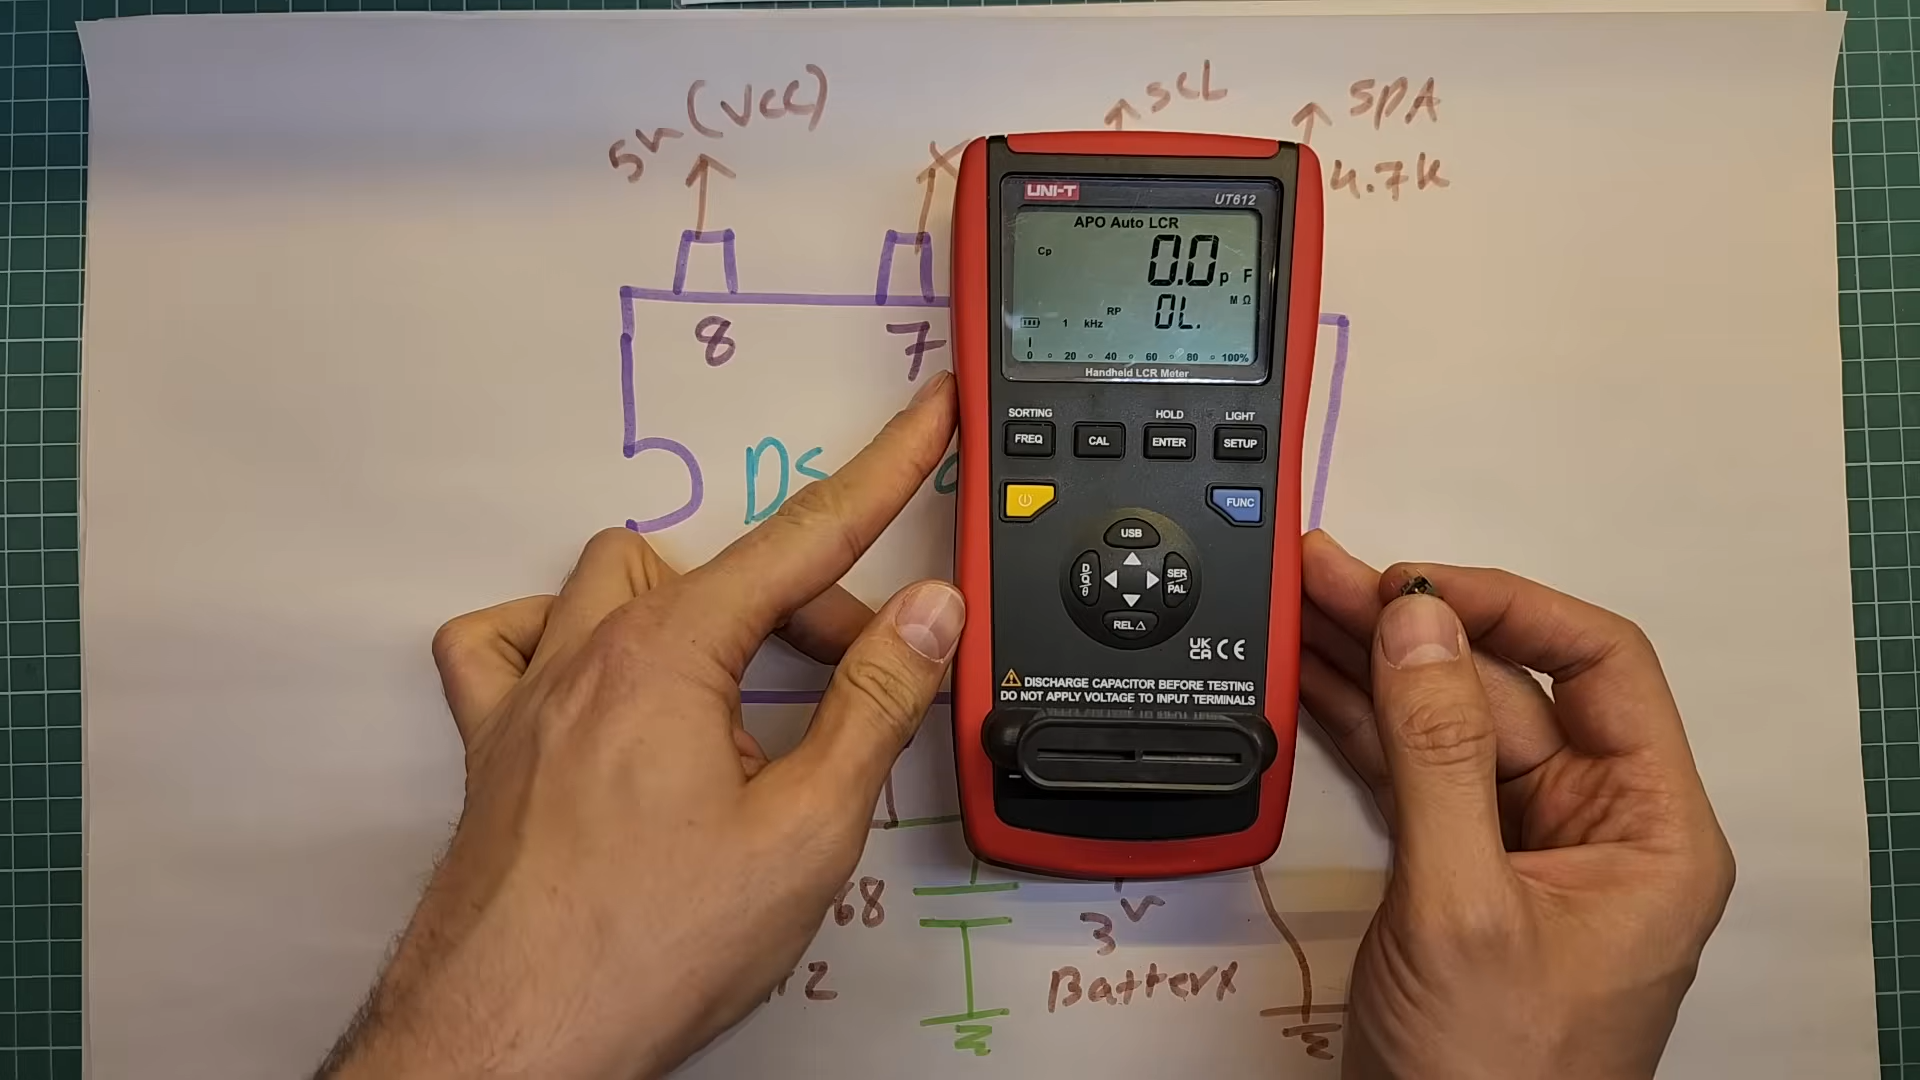 5v (Vcc)
SCL
SDA
4.7k
8
7
DS
UNI-T
UT612
APO Auto LCR
Cp
0.0 p F
MΩ
RP
0L.
1 kHz
0 20 40 60 80 100%
Handheld LCR Meter
SORTING
HOLD
LIGHT
FREQ
CAL
ENTER
SETUP
FUNC
USB
D/Q/θ
SER
PAL
REL△
UK
CA
CE
DISCHARGE CAPACITOR BEFORE TESTING
DO NOT APPLY VOLTAGE TO INPUT TERMINALS
68
3v
Battery